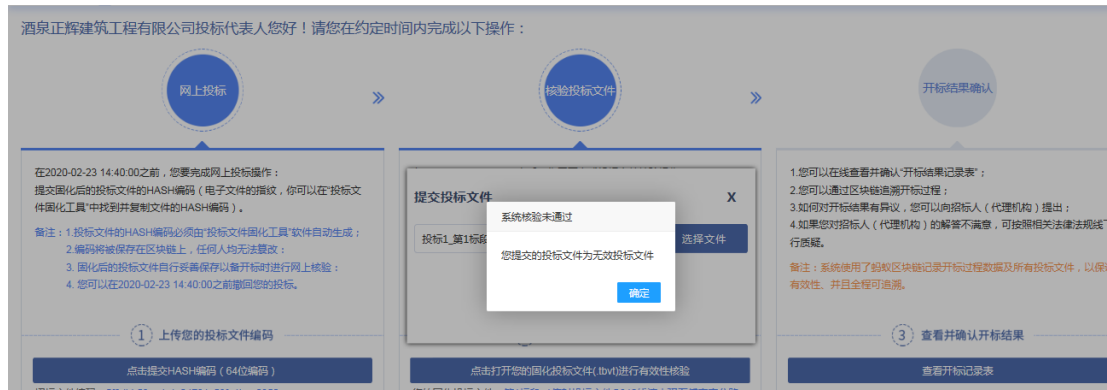 酒泉正辉建筑工程有限公司投标代表人您好！请您在约定时间内完成以下操作：
网上投标
核验投标文件
开标结果确认
在2020-02-23 14:40:00之前，您要完成网上投标操作：
提交固化后的投标文件的HASH编码（电子文件的指纹，你可以在“投标文
件固化工具”中找到并复制文件的HASH编码）。
备注：1.投标文件的HASH编码必须由“投标文件固化工具”软件自动生成；
2.编码将被保存在区块链上，任何人均无法篡改；
3. 固化后的投标文件自行妥善保存以备开标时进行网上核验；
4. 您可以在2020-02-23 14:40:00之前撤回您的投标。
1 上传您的投标文件编码
点击提交HASH编码（64位编码）
提交投标文件
X
投标1_第1标段
选择文件
系统核验未通过
您提交的投标文件为无效投标文件
确定
点击打开您的固化投标文件(.tbvt)进行有效性核验
1.您可以在线查看并确认“开标结果记录表”；
2.您可以通过区块链追溯开标过程；
3.如何对开标结果有异议，您可以向招标人（代理机构）提出；
4.如果您对招标人（代理机构）的解答不满意，可按照相关法律法规线下
行质疑。
备注：系统使用了蚂蚁区块链记录开标过程数据及所有投标文件，以保
有效性、并且全程可追溯。
3 查看并确认开标结果
查看开标记录表